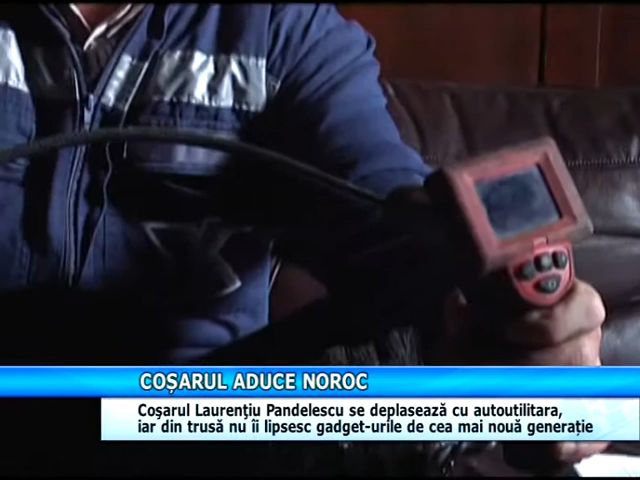 COȘARUL ADUCE NOROC
Coșarul Laurențiu Pandelescu se deplasează cu autoutilitara,
iar din trusă nu îi lipsesc gadget-urile de cea mai nouă generație